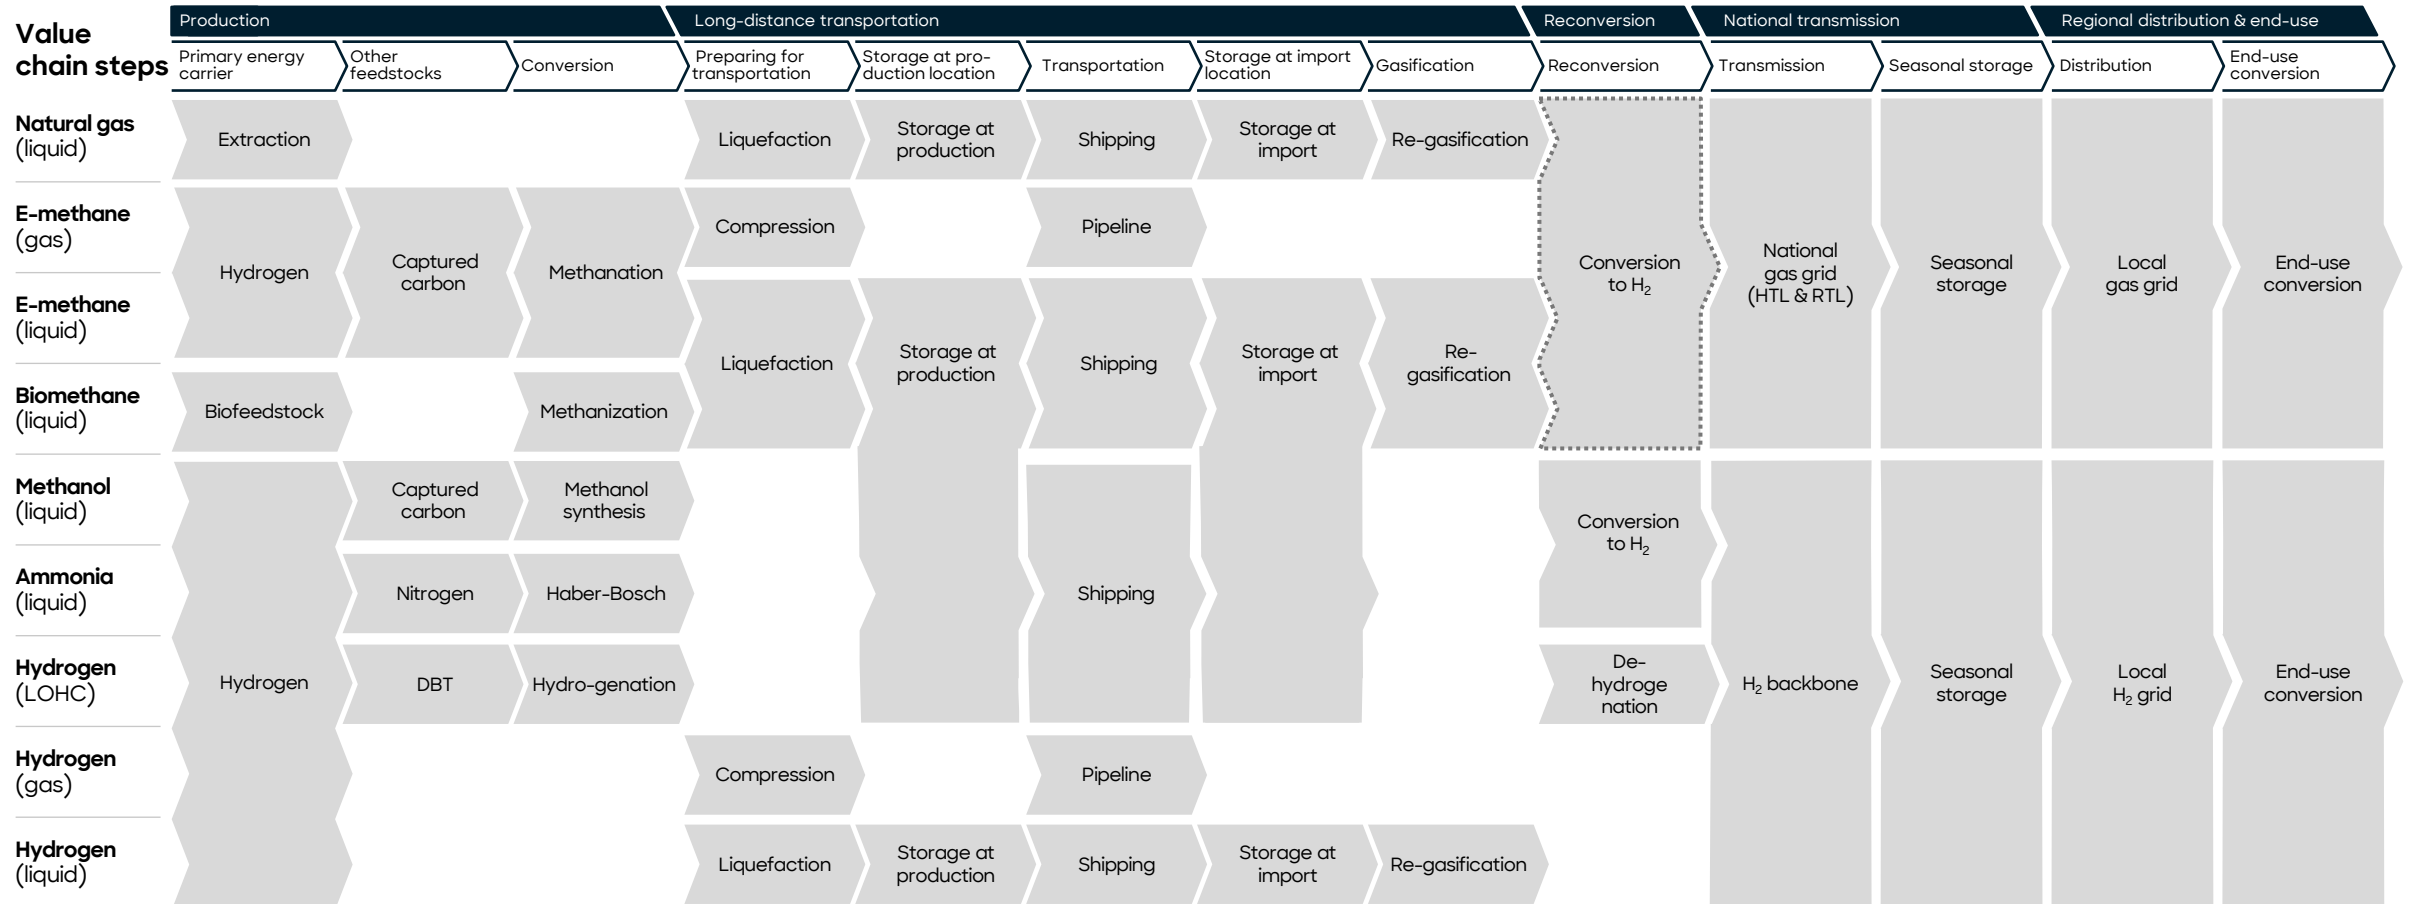 Value
chain steps
Production
Long-distance transportation
Reconversion
National transmission
Regional distribution & end-use
Primary energy
carrier
Other
feedstocks
Conversion
Preparing for
transportation
Storage at pro-
duction location
Transportation
Storage at import
location
Gasification
Reconversion
Transmission
Seasonal storage
Distribution
End-use
conversion
Natural gas
(liquid)
Extraction
Liquefaction
Storage at
production
Shipping
Storage at
import
Re-gasification
E-methane
(gas)
Compression
Pipeline
Hydrogen
Captured
carbon
Methanation
Conversion
to H₂
National
gas grid
(HTL & RTL)
Seasonal
storage
Local
gas grid
End-use
conversion
E-methane
(liquid)
Liquefaction
Storage at
production
Shipping
Storage at
import
Re-
gasification
Biomethane
(liquid)
Biofeedstock
Methanization
Methanol
(liquid)
Captured
carbon
Methanol
synthesis
Conversion
to H₂
Ammonia
(liquid)
Nitrogen
Haber-Bosch
Shipping
Hydrogen
(LOHC)
Hydrogen
DBT
Hydro-genation
De-
hydroge
nation
H₂ backbone
Seasonal
storage
Local
H₂ grid
End-use
conversion
Hydrogen
(gas)
Compression
Pipeline
Hydrogen
(liquid)
Liquefaction
Storage at
production
Shipping
Storage at
import
Re-gasification